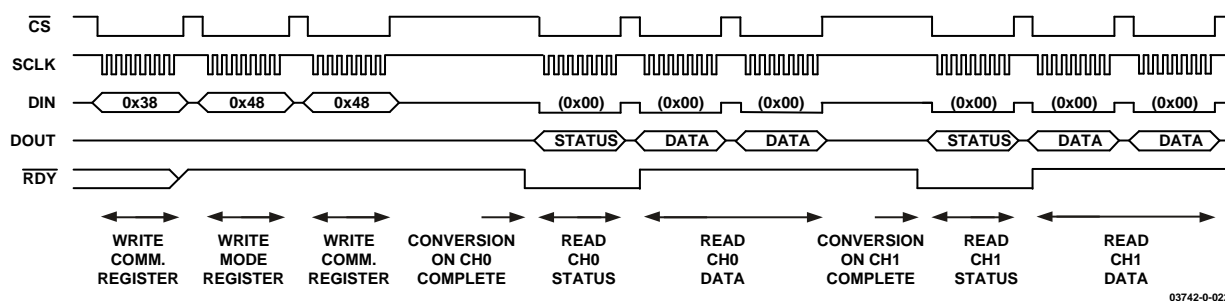 CS
SCLK
DIN 0x38 0x48 0x48 (0x00) (0x00) (0x00) (0x00) (0x00) (0x00)
DOUT STATUS DATA DATA STATUS DATA DATA
RDY
WRITE COMM. REGISTER
WRITE MODE REGISTER
WRITE COMM. REGISTER
CONVERSION ON CH0 COMPLETE
READ CH0 STATUS
READ CH0 DATA
CONVERSION ON CH1 COMPLETE
READ CH1 STATUS
READ CH1 DATA